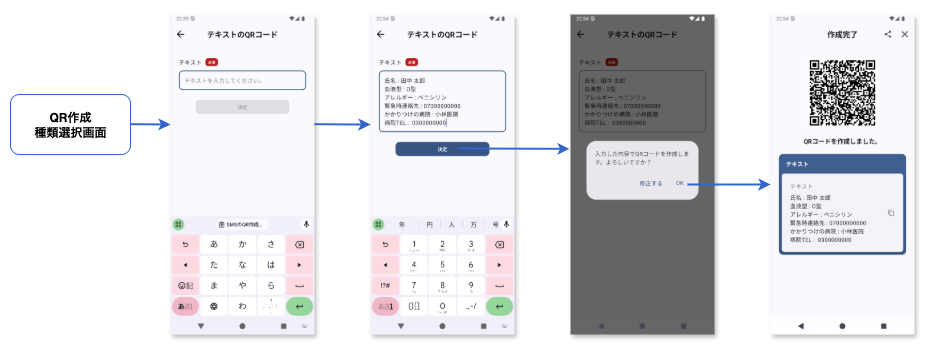 QR作成
種類選択画面
22:53
テキストのQRコード
テキスト 必須
テキストを入力してください。
決定
SMSのQR作成...
あ か さ
た な は
記 ま や ら
あa1 わ
22:54
テキストのQRコード
テキスト 必須
氏名 : 田中 太郎
血液型 : O型
アレルギー : ペニシリン
緊急時連絡先 : 07000000000
かかりつけの病院 : 小林医院
病院TEL : 0300000000
決定
年 円 人 万 号
1 2 3
4 5 6
!?# 7 8 9
あa1 0 .,-/
22:54
テキストのQRコード
テキスト 必須
氏名 : 田中 太郎
血液型 : O型
アレルギー : ペニシリン
緊急時連絡先 : 07000000000
かかりつけの病院 : 小林医院
病院TEL : 0300000000
入力した内容でQRコードを作成しま
す。よろしいですか？
修正する OK
22:54
作成完了
QRコードを作成しました。
テキスト
テキスト
氏名 : 田中 太郎
血液型 : O型
アレルギー : ペニシリン
緊急時連絡先 : 07000000000
かかりつけの病院 : 小林医院
病院TEL : 0300000000